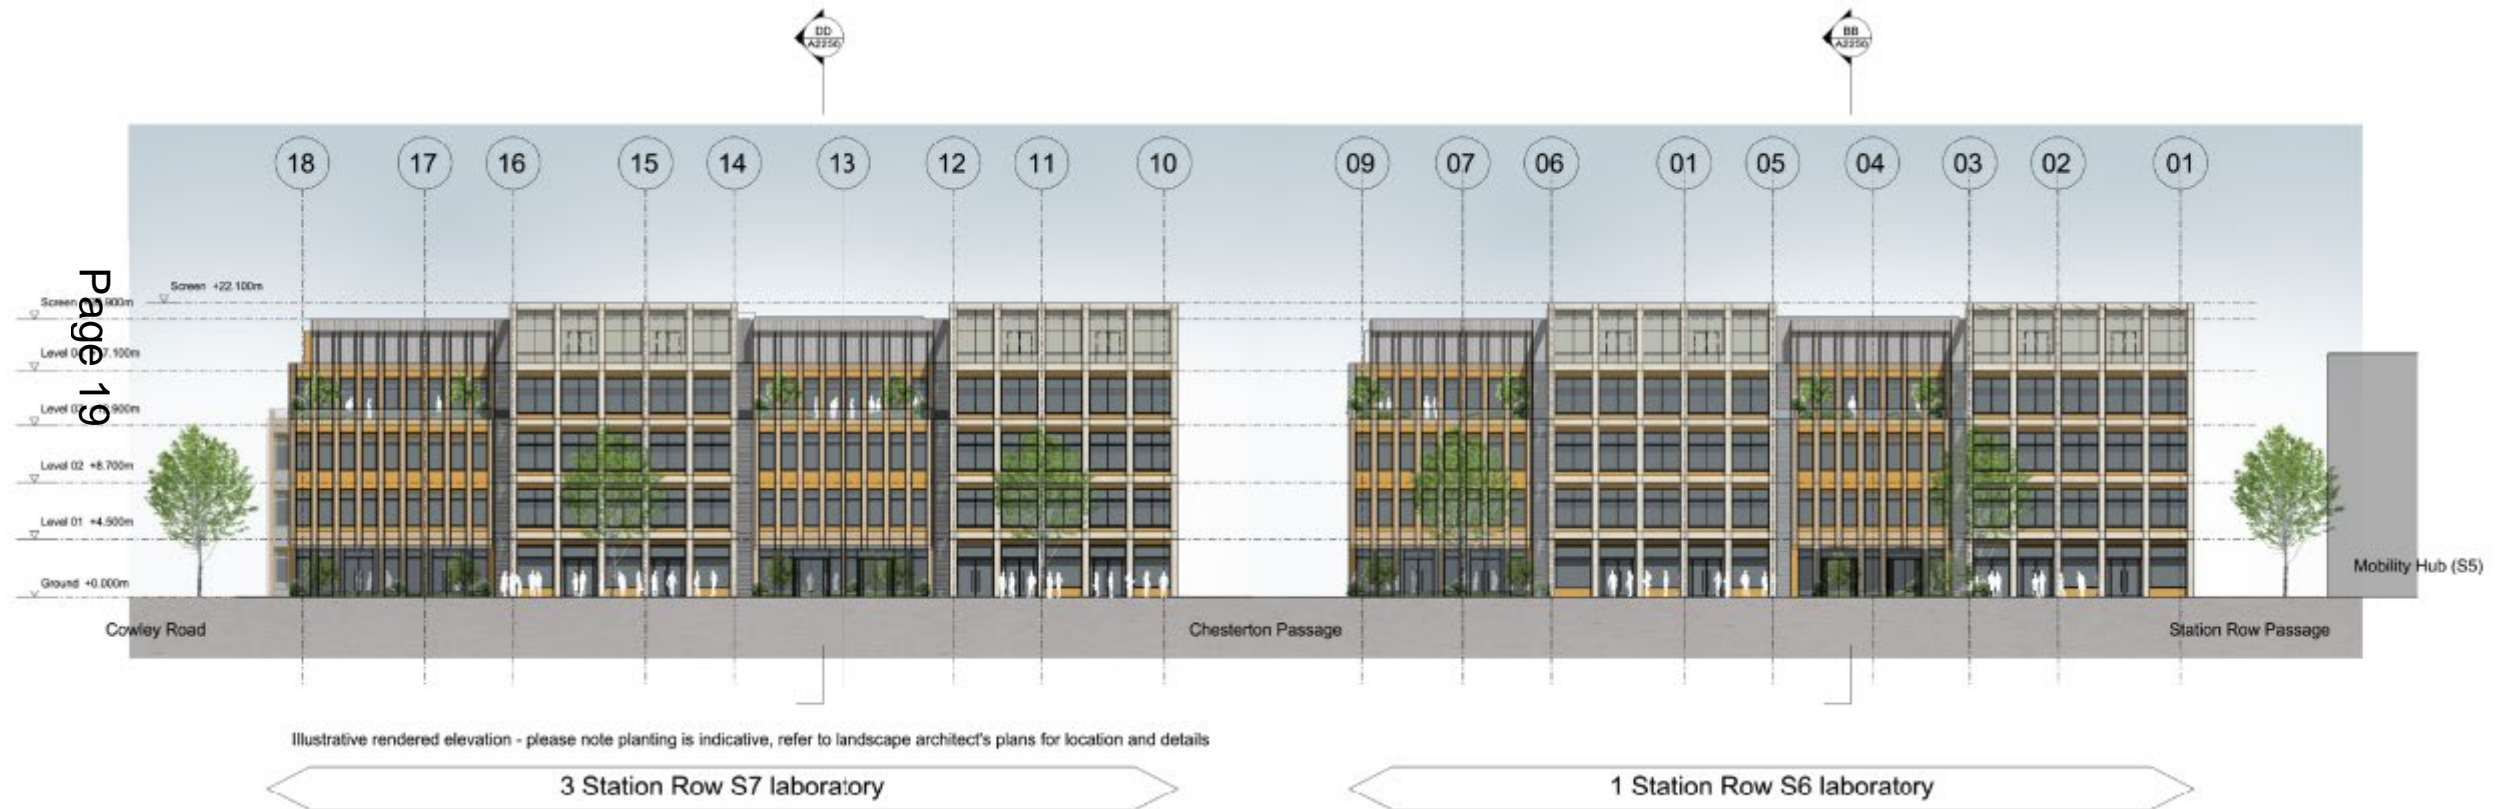 DD
A2250
BB
A2250
18 17 16 15 14 13 12 11 10 09 07 06 01 05 04 03 02 01
Page 19
Screen +22.100m
Screen
Level
Level
Level 02 +8.700m
Level 01 +4.500m
Ground +0.000m
Mobility Hub (S5)
Cowley Road
Chesterton Passage
Station Row Passage
Illustrative rendered elevation - please note planting is indicative, refer to landscape architect's plans for location and details
3 Station Row S7 laboratory
1 Station Row S6 laboratory